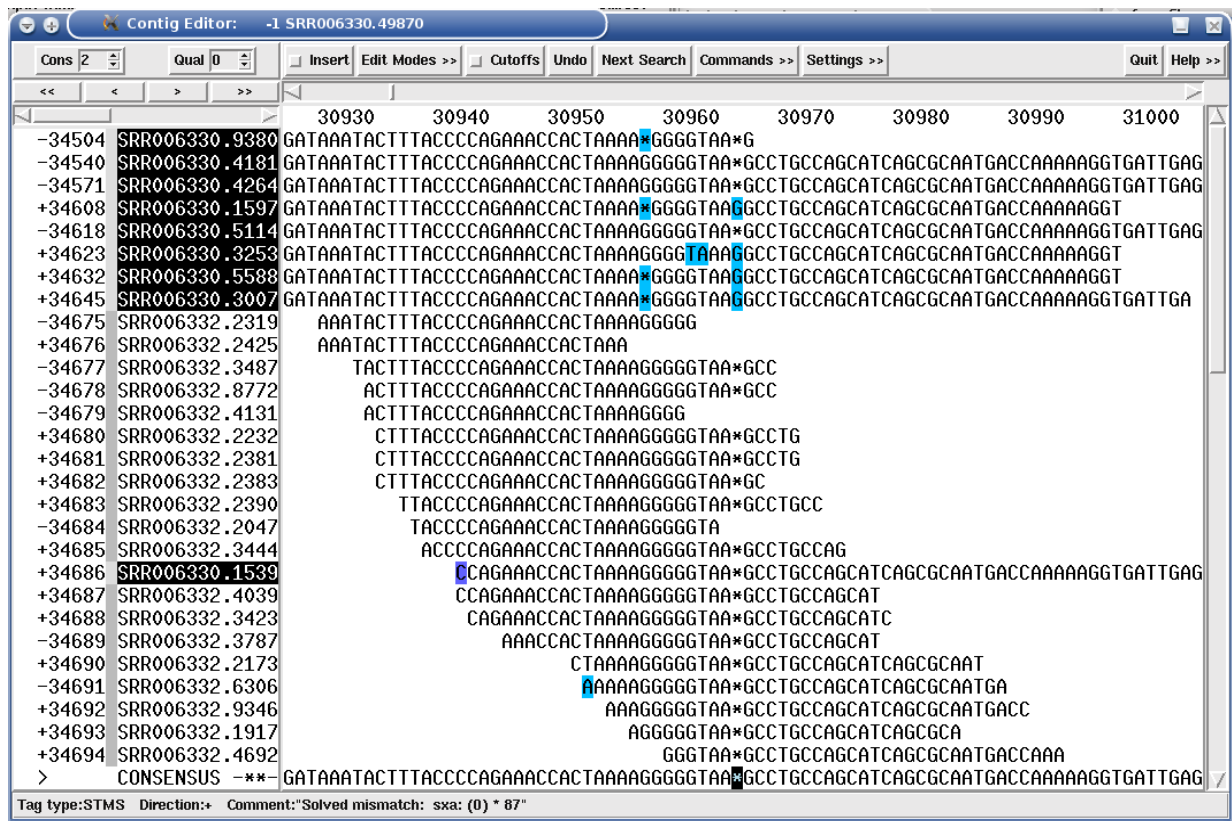 Contig Editor: -1 SRR006330.49870
Cons 2 Qual 0 Insert Edit Modes >> Cutoffs Undo Next Search Commands >> Settings >> Quit Help >>
<< < > >>
30930 30940 30950 30960 30970 30980 30990 31000
-34504 SRR006330.9380 GATAAATACTTTACCCCAGAAACCACTAAAA*GGGGTAA*G
-34540 SRR006330.4181 GATAAATACTTTACCCCAGAAACCACTAAAAGGGGGTAA*GCCTGCCAGCATCAGCGCAATGACCAAAAAGGTGATTGAG
-34571 SRR006330.4264 GATAAATACTTTACCCCAGAAACCACTAAAAGGGGGTAA*GCCTGCCAGCATCAGCGCAATGACCAAAAAGGTGATTGAG
+34608 SRR006330.1597 GATAAATACTTTACCCCAGAAACCACTAAAA*GGGGTAAGGCCTGCCAGCATCAGCGCAATGACCAAAAAGGT
-34618 SRR006330.5114 GATAAATACTTTACCCCAGAAACCACTAAAAGGGGGTAA*GCCTGCCAGCATCAGCGCAATGACCAAAAAGGTGATTGAG
+34623 SRR006330.3253 GATAAATACTTTACCCCAGAAACCACTAAAAGGGGTAAAGGCCTGCCAGCATCAGCGCAATGACCAAAAAGGT
+34632 SRR006330.5588 GATAAATACTTTACCCCAGAAACCACTAAAA*GGGGTAAGGCCTGCCAGCATCAGCGCAATGACCAAAAAGGT
+34645 SRR006330.3007 GATAAATACTTTACCCCAGAAACCACTAAAA*GGGGTAAGGCCTGCCAGCATCAGCGCAATGACCAAAAAGGTGATTGA
-34675 SRR006332.2319 AAATACTTTACCCCAGAAACCACTAAAAGGGGG
+34676 SRR006332.2425 AAATACTTTACCCCAGAAACCACTAAA
-34677 SRR006332.3487 TACTTTACCCCAGAAACCACTAAAAGGGGGTAA*GCC
-34678 SRR006332.8772 ACTTTACCCCAGAAACCACTAAAAGGGGGTAA*GCC
-34679 SRR006332.4131 ACTTTACCCCAGAAACCACTAAAAGGGG
+34680 SRR006332.2232 CTTTACCCCAGAAACCACTAAAAGGGGGTAA*GCCTG
+34681 SRR006332.2381 CTTTACCCCAGAAACCACTAAAAGGGGGTAA*GCCTG
+34682 SRR006332.2383 CTTTACCCCAGAAACCACTAAAAGGGGGTAA*GC
+34683 SRR006332.2390 TTACCCCAGAAACCACTAAAAGGGGGTAA*GCCTGCC
-34684 SRR006332.2047 TACCCCAGAAACCACTAAAAGGGGGTA
+34685 SRR006332.3444 ACCCCAGAAACCACTAAAAGGGGGTAA*GCCTGCCAG
+34686 SRR006330.1539 CCAGAAACCACTAAAAGGGGGTAA*GCCTGCCAGCATCAGCGCAATGACCAAAAAGGTGATTGAG
+34687 SRR006332.4039 CCAGAAACCACTAAAAGGGGGTAA*GCCTGCCAGCAT
+34688 SRR006332.3423 CAGAAACCACTAAAAGGGGGTAA*GCCTGCCAGCATC
-34689 SRR006332.3787 AAACCACTAAAAGGGGGTAA*GCCTGCCAGCAT
+34690 SRR006332.2173 CTAAAAGGGGGTAA*GCCTGCCAGCATCAGCGCAAT
-34691 SRR006332.6306 AAAAAGGGGGTAA*GCCTGCCAGCATCAGCGCAATGA
+34692 SRR006332.9346 AAAGGGGGTAA*GCCTGCCAGCATCAGCGCAATGACC
+34693 SRR006332.1917 AGGGGGTAA*GCCTGCCAGCATCAGCGCA
+34694 SRR006332.4692 GGGTAA*GCCTGCCAGCATCAGCGCAATGACCAAA
> CONSENSUS -**- GATAAATACTTTACCCCAGAAACCACTAAAAGGGGGTAA*GCCTGCCAGCATCAGCGCAATGACCAAAAAGGTGATTGAG
Tag type:STMS Direction:+ Comment:"Solved mismatch: sxa: (0) * 87"